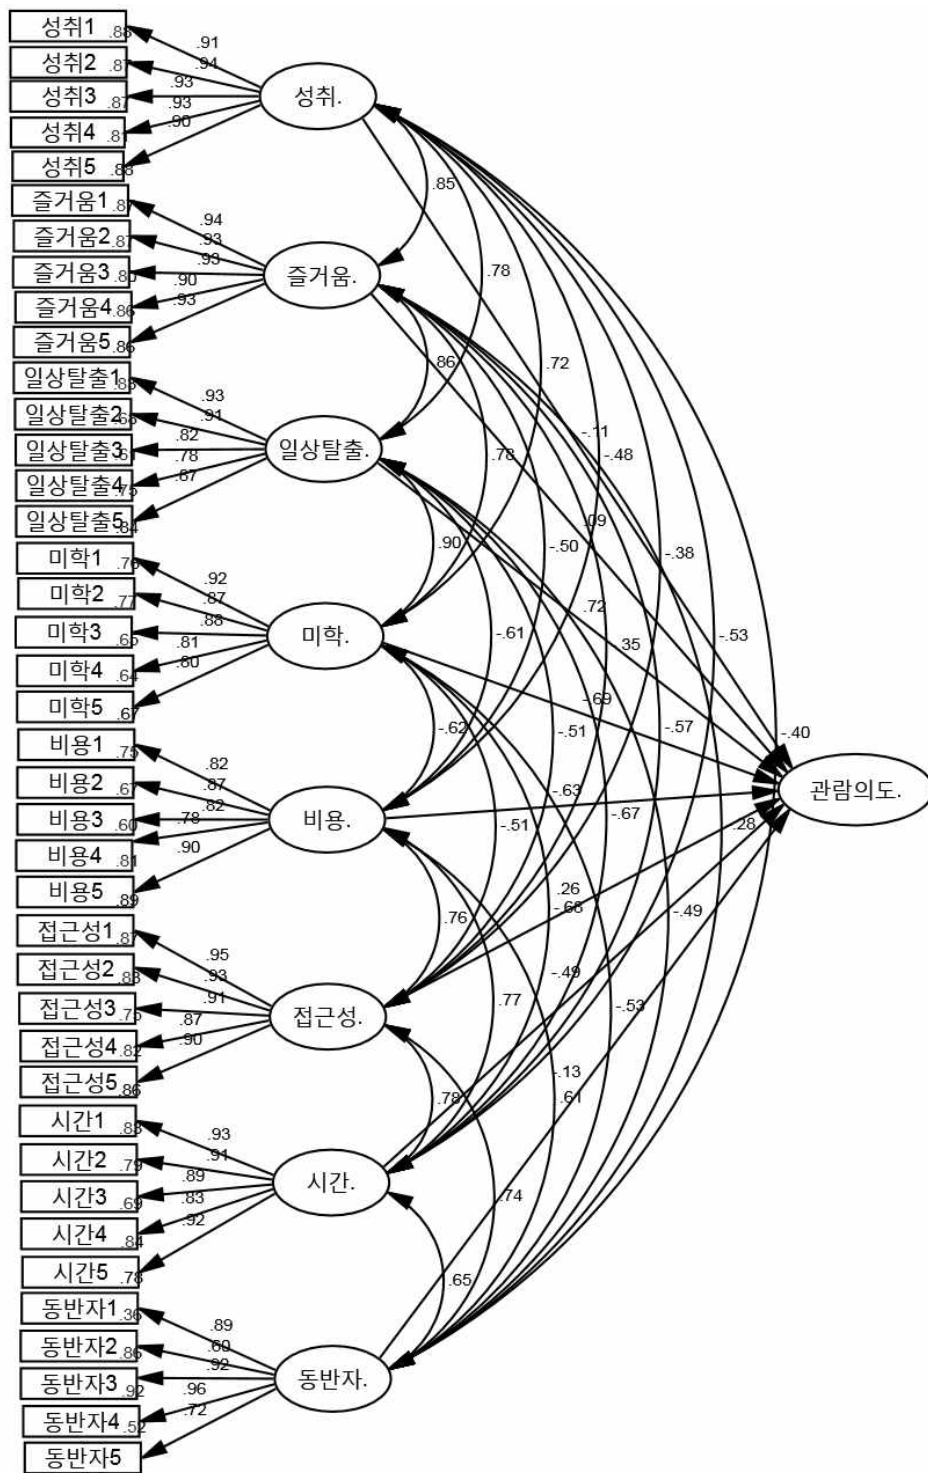 성취1 .88
.91
성취2 .87
.94
성취3 .87
.93
.93
성취4 .81
.90
성취5 .88
성취.
즐거움1 .87
.94
즐거움2 .87
.93
.93
즐거움3 .80
.90
즐거움4 .86
.93
즐거움5 .86
즐거움.
.85
.78
일상탈출1 .83
.93
일상탈출2 .68
.91
.82
일상탈출3 .61
.78
일상탈출4 .75
일상탈출5 .84
일상탈출.
.86
.72
-.11
.78
-.48
미학1 .76
.92
미학2 .77
.87
.88
미학3 .65
.81
미학4 .64
.80
미학5 .67
미학.
.90
-.50
.09
-.38
.72
.35
-.53
-.61
비용1 .75
.82
비용2 .67
.87
.82
비용3 .60
.78
비용4 .81
.90
비용5 .89
비용.
-.62
-.69
-.51
-.57
-.40
관람의도.
-.63
-.51
-.67
.28
접근성1 .87
.95
접근성2 .83
.93
.91
접근성3 .75
.87
접근성4 .82
.90
접근성5 .86
접근성.
.76
.26
-.68
-.49
-.49
.77
-.53
시간1 .83
.93
시간2 .79
.91
.89
시간3 .69
.83
시간4 .84
.92
시간5 .78
시간.
.78
-.13
.61
.74
동반자1 .36
.89
동반자2 .86
.60
.92
동반자3 .92
.96
동반자4 .52
.72
동반자5
동반자.
.65